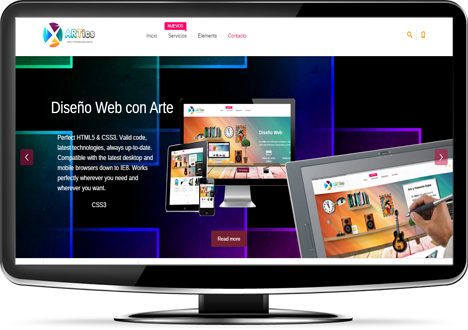 ARTics
NUEVOS
Inicio Servicios Elements Contacto
Diseño Web con Arte
Perfect HTML5 & CSS3. Valid code,
latest technologies, always up-to-date.
Compatible with the latest desktop and
mobile browsers down to IE8. Works
perfectly wherever you need and
wherever you want.
CSS3
Read more
Diseño Web